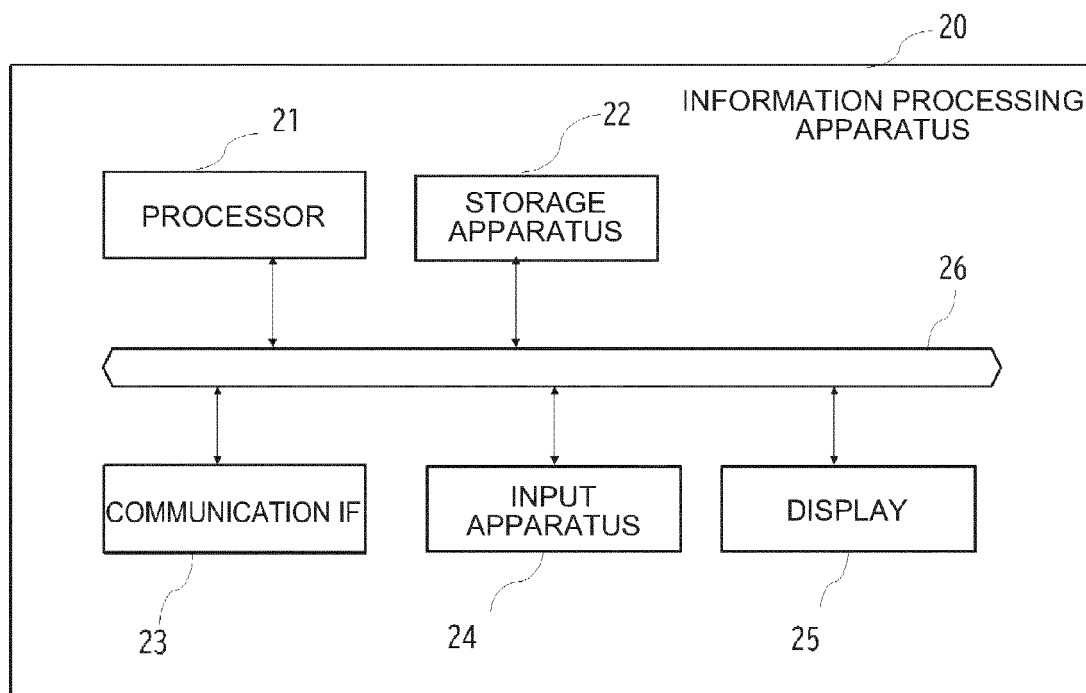 20
INFORMATION PROCESSING
APPARATUS
21
22
PROCESSOR
STORAGE
APPARATUS
26
COMMUNICATION IF
INPUT
APPARATUS
DISPLAY
23
24
25